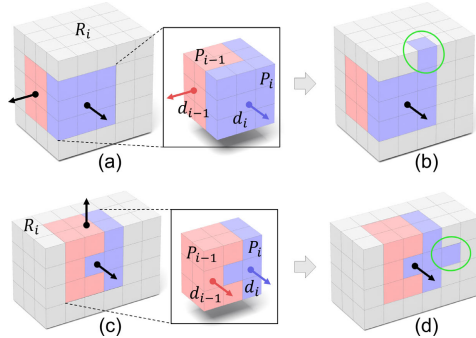 R_i
P_{i-1}
P_i
d_{i-1}
d_i
(a)
(b)
R_i
P_{i-1}
P_i
d_{i-1}
d_i
(c)
(d)